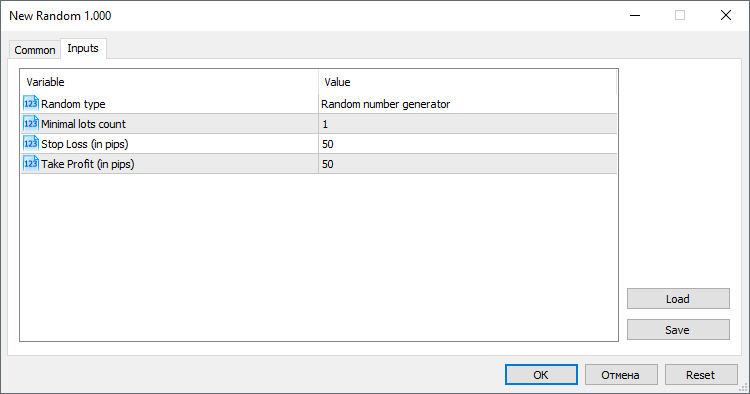 New Random 1.000
Common Inputs
Variable Value
123 Random type Random number generator
123 Minimal lots count 1
123 Stop Loss (in pips) 50
123 Take Profit (in pips) 50
Load
Save
OK Отмена Reset